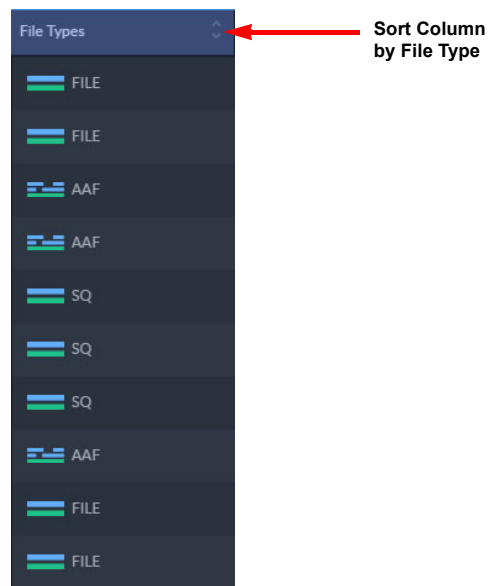 File Types
Sort Column
by File Type
FILE
FILE
AAF
AAF
SQ
SQ
SQ
AAF
FILE
FILE